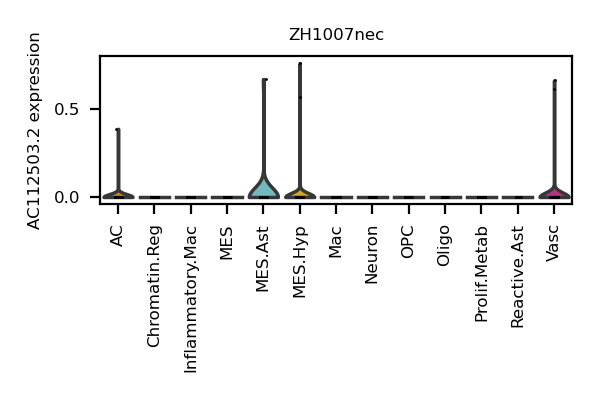 ZH1007nec
AC112503.2 expression
0.5
0.0
AC
Chromatin.Reg
Inflammatory.Mac
MES
MES.Ast
MES.Hyp
Mac
Neuron
OPC
Oligo
Prolif.Metab
Reactive.Ast
Vasc